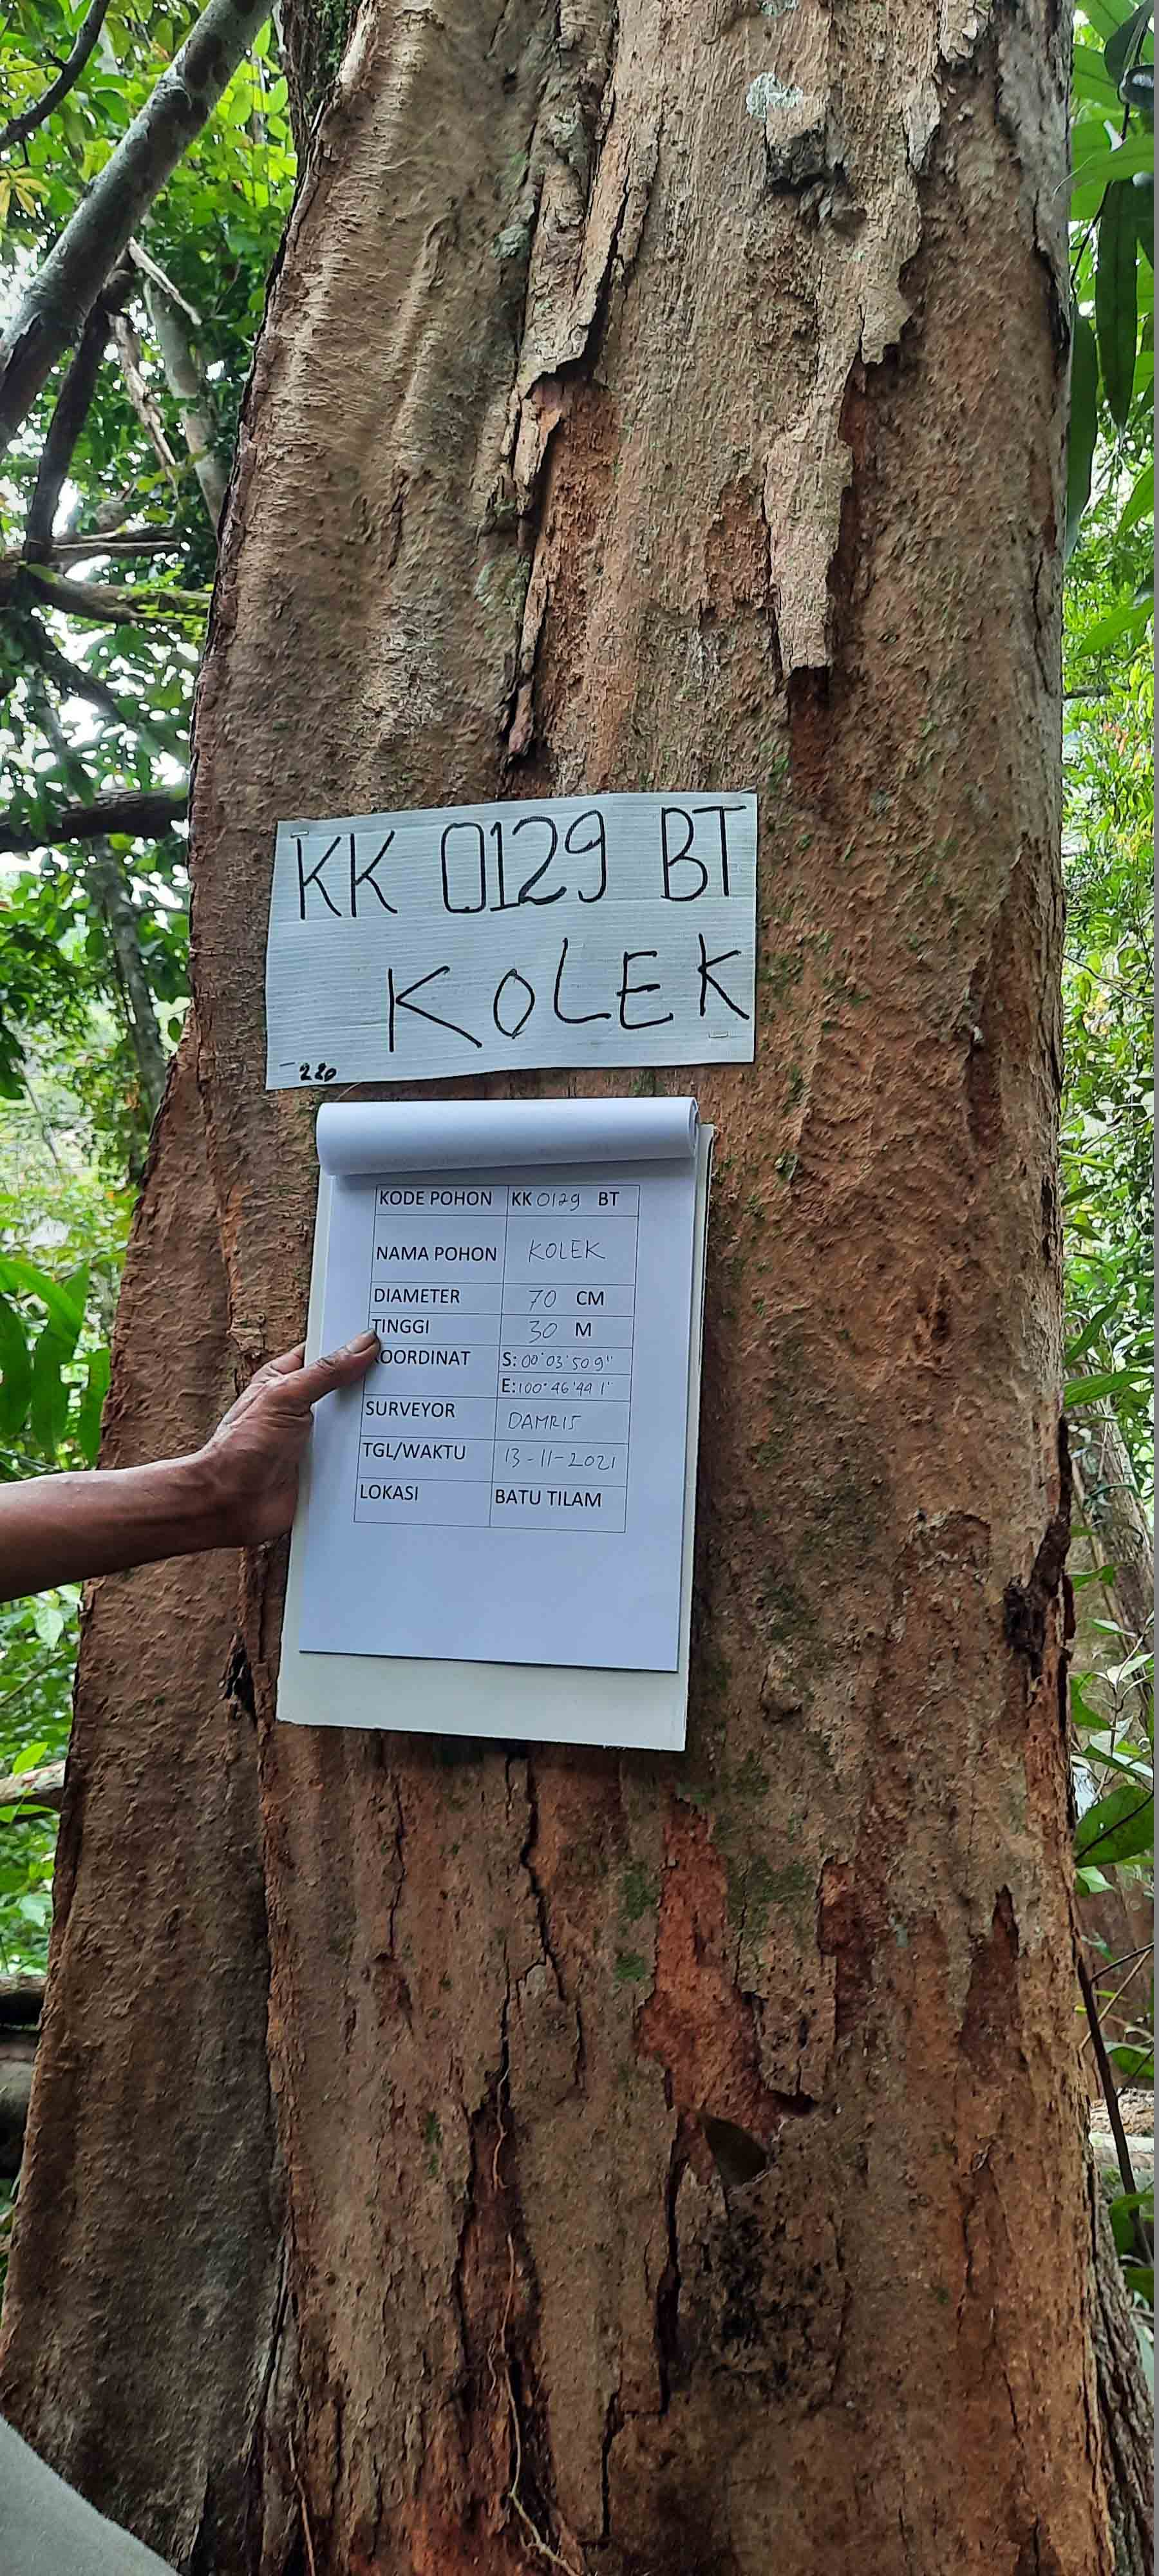 KK 0129 BT
KOLEK
220
KODE POHON KK 0129 BT
NAMA POHON KOLEK
DIAMETER 70 CM
TINGGI 30 M
KOORDINAT S: 00°03'50 9"
E: 100°46'44 1"
SURVEYOR DAMRIS
TGL/WAKTU 13-11-2021
LOKASI BATU TILAM